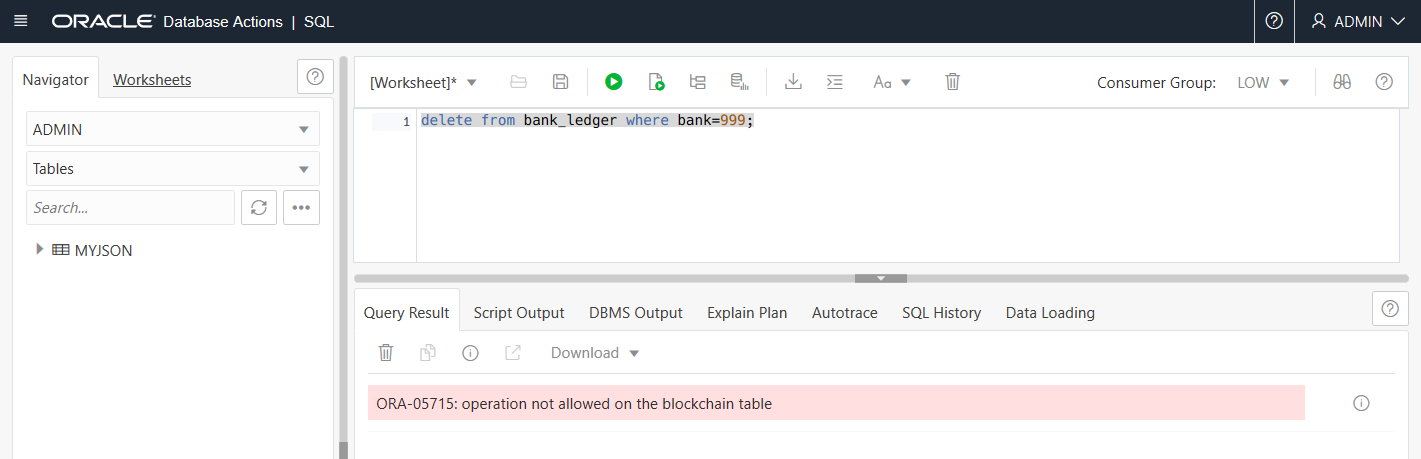 ORACLE Database Actions | SQL
ADMIN
Navigator
Worksheets
ADMIN
Tables
Search...
MYJSON
[Worksheet]*
Aa
Consumer Group: LOW
1 delete from bank_ledger where bank=999;
Query Result Script Output DBMS Output Explain Plan Autotrace SQL History Data Loading
Download
ORA-05715: operation not allowed on the blockchain table